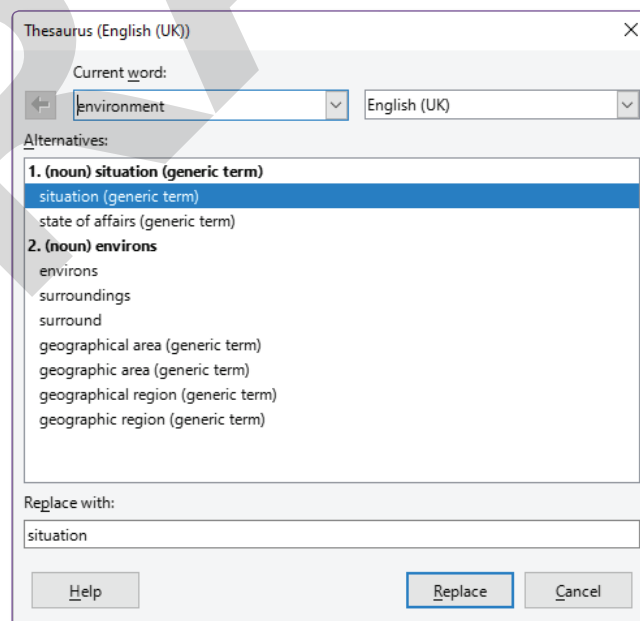 Thesaurus (English (UK))
Current word:
environment
English (UK)
Alternatives:
1. (noun) situation (generic term)
situation (generic term)
state of affairs (generic term)
2. (noun) environs
environs
surroundings
surround
geographical area (generic term)
geographic area (generic term)
geographical region (generic term)
geographic region (generic term)
Replace with:
situation
Help Replace Cancel